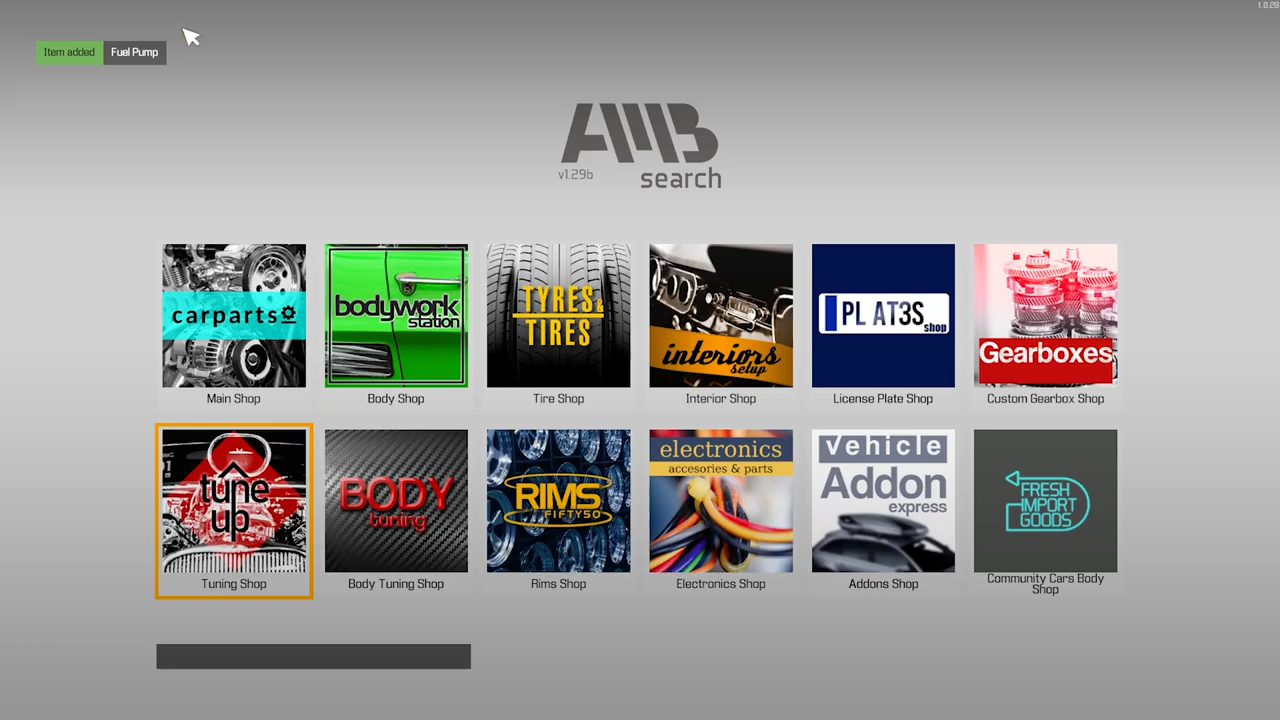 1.0.29
Item added Fuel Pump
AMB
v1.29b search
carparts
bodywork
station
TYRES &
TIRES
interiors
setup
PL AT3S
shop
Gearboxes
Main Shop
Body Shop
Tire Shop
Interior Shop
License Plate Shop
Custom Gearbox Shop
tune
up
BODY
tuning
RIMS
FIFTY50
electronics
accesories & parts
vehicle
Addon
express
FRESH
IMPORT
GOODS
Tuning Shop
Body Tuning Shop
Rims Shop
Electronics Shop
Addons Shop
Community Cars Body
Shop